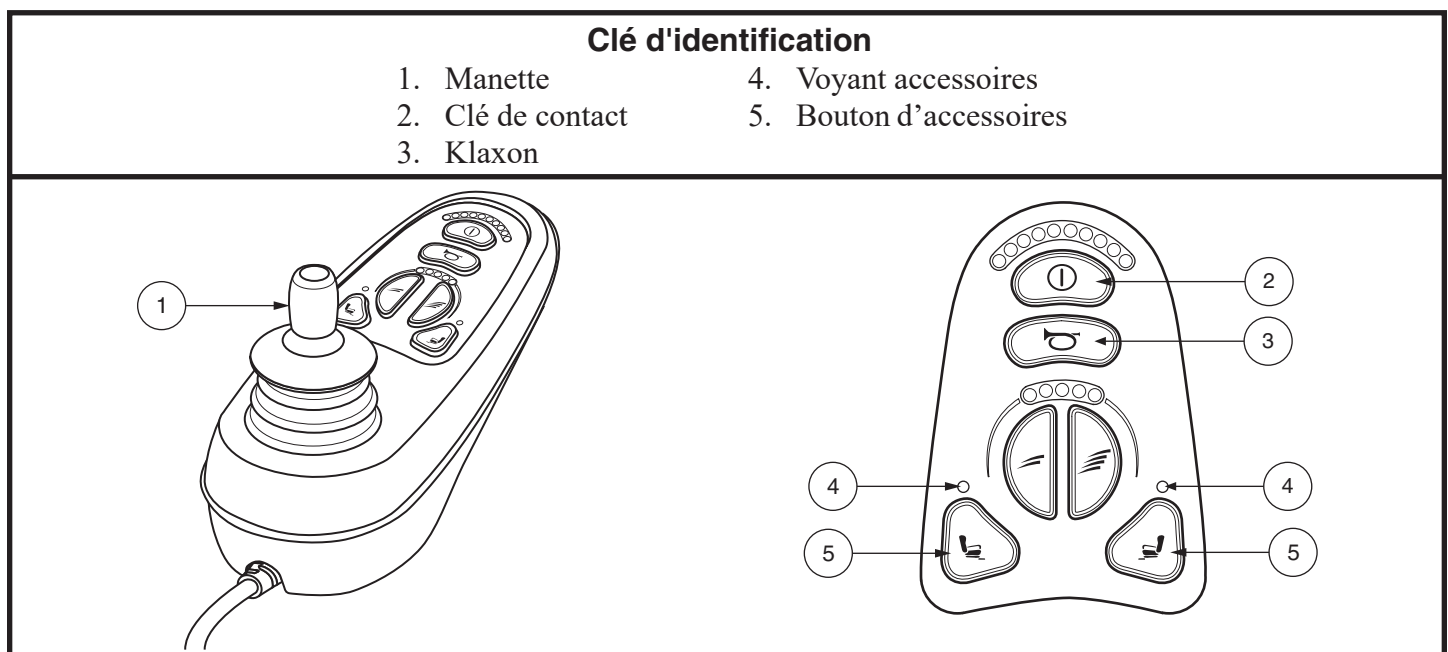 Clé d'identification
1. Manette
2. Clé de contact
3. Klaxon
4. Voyant accessoires
5. Bouton d’accessoires
1
2
3
4
4
5
5